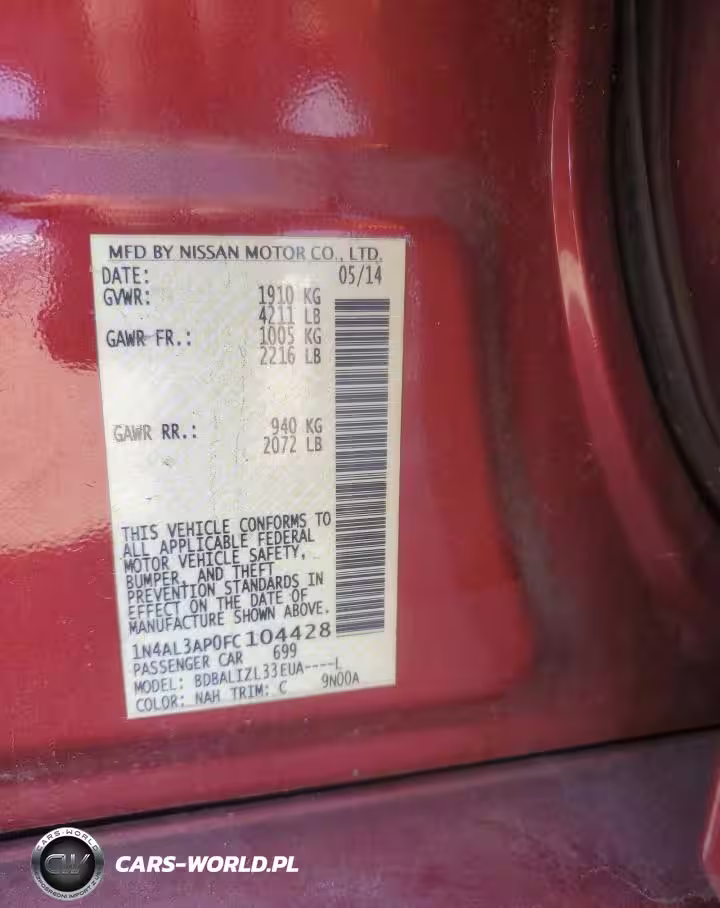 MFD BY NISSAN MOTOR CO., LTD.
DATE: 05/14
GVWR: 1910 KG
4211 LB
GAWR FR.: 1005 KG
2216 LB
GAWR RR.: 940 KG
2072 LB
THIS VEHICLE CONFORMS TO
ALL APPLICABLE FEDERAL
MOTOR VEHICLE SAFETY,
BUMPER, AND THEFT
PREVENTION STANDARDS IN
EFFECT ON THE DATE OF
MANUFACTURE SHOWN ABOVE.
1N4AL3AP0FC104428
PASSENGER CAR 699
MODEL: BDBALIZL33EUA----L
COLOR: NAH TRIM: C 9N00A
CARS-WORLD
CW
CARS-WORLD.PL